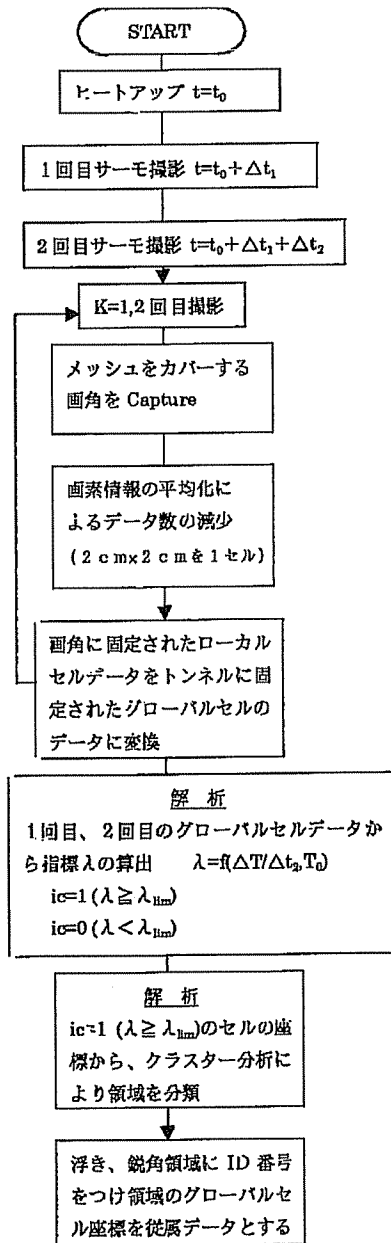 START
ヒートアップ t=t₀
1回目サーモ撮影 t=t₀+Δt₁
2回目サーモ撮影 t=t₀+Δt₁+Δt₂
K=1,2回目撮影
メッシュをカバーする
画角を Capture
画素情報の平均化に
よるデータ数の減少
(2cm×2cmを1セル)
画角に固定されたローカル
セルデータをトンネルに固
定されたグローバルセルの
データに変換
解 析
1回目、2回目のグローバルセルデータか
ら指標λの算出 λ=f(ΔT/Δt₂,T₀)
ic=1 (λ≧λlim)
ic=0 (λ<λlim)
解 析
ic=1 (λ≧λlim)のセルの座
標から、クラスター分析に
より領域を分類
浮き、鋭角領域に ID 番号
をつけ領域のグローバルセ
ル座標を従属データとする